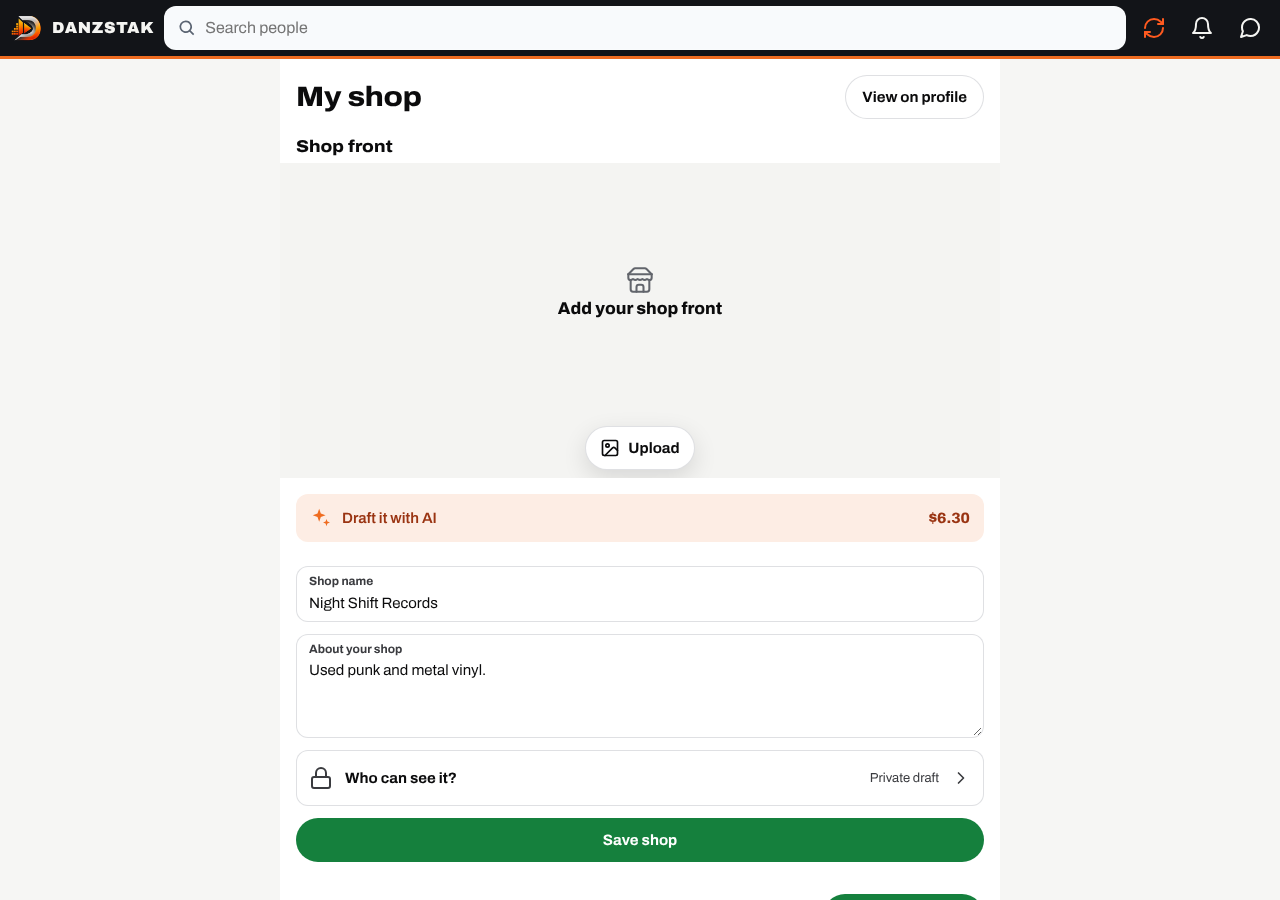 DANZSTAK
Search people
My shop
View on profile
Shop front
Add your shop front
Upload
Draft it with AI
$6.30
Shop name
Night Shift Records
About your shop
Used punk and metal vinyl.
Who can see it?
Private draft
Save shop